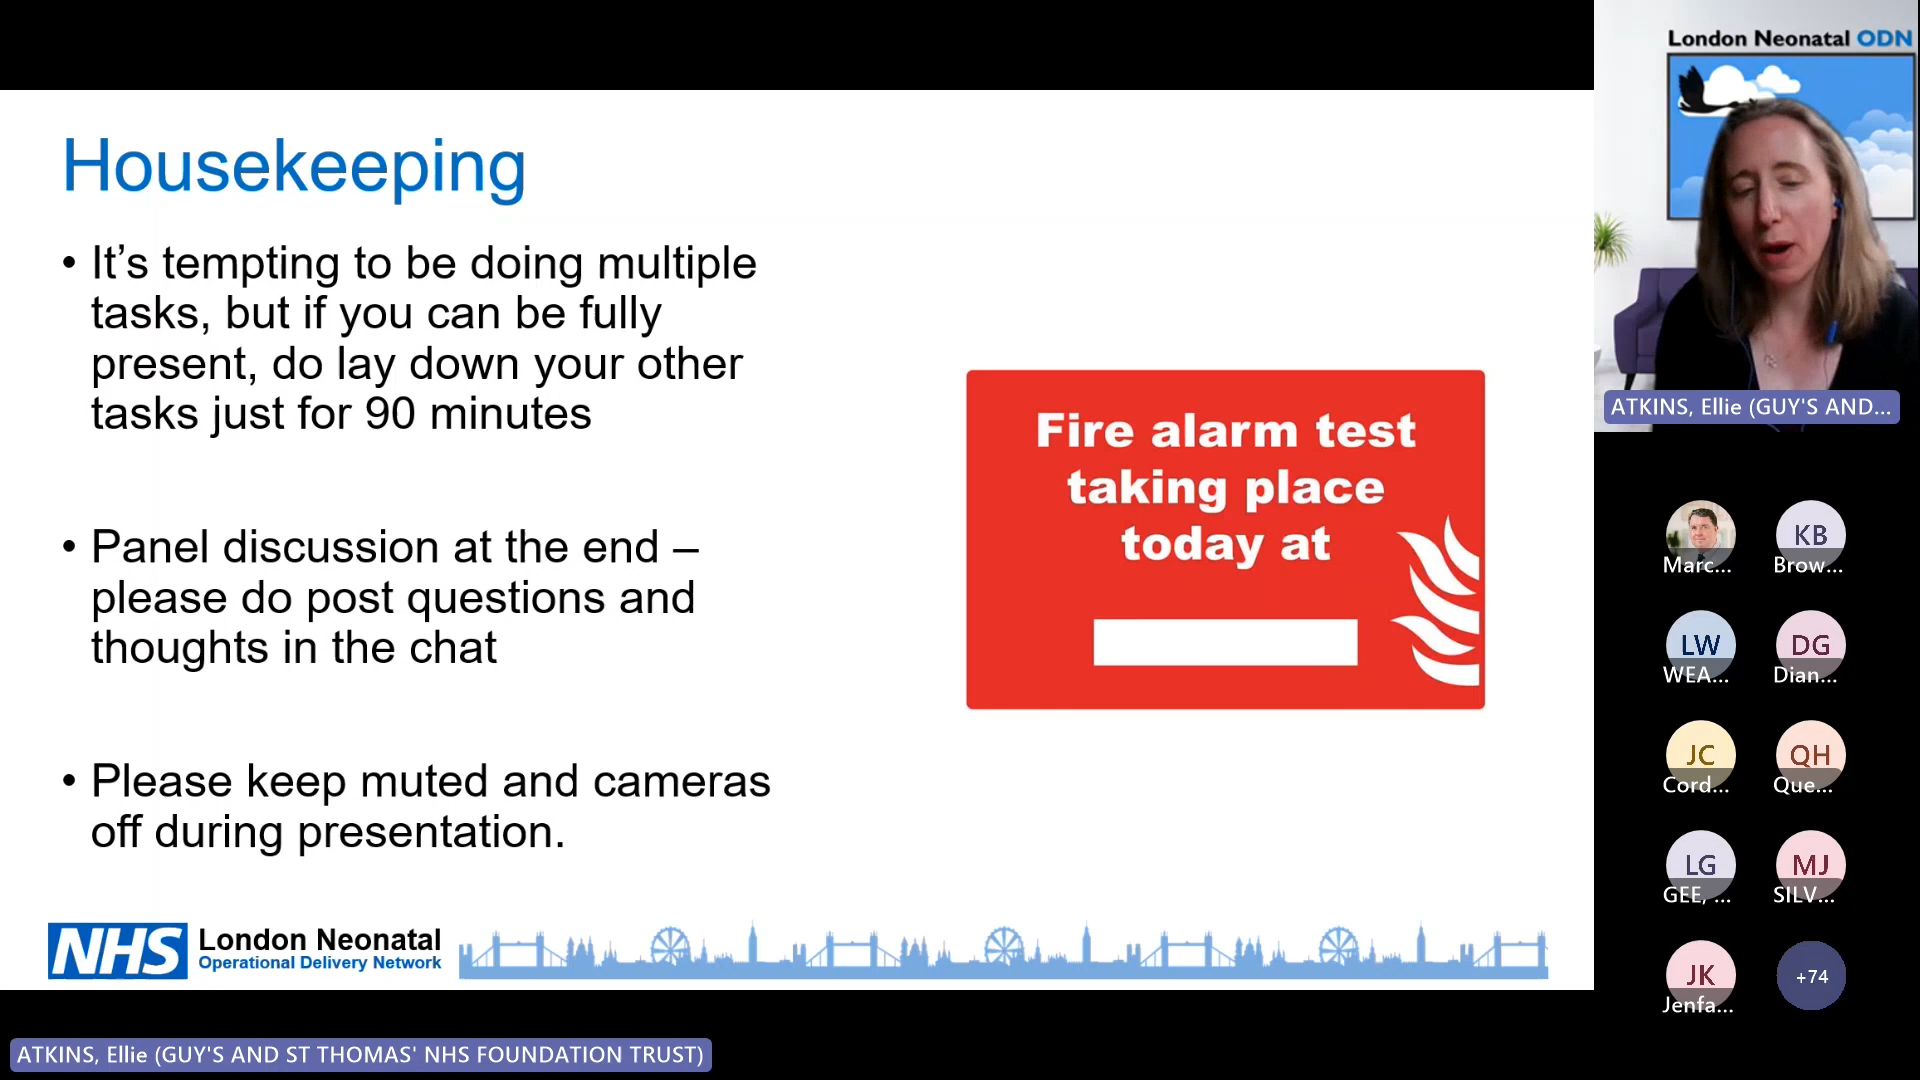 Housekeeping
• It’s tempting to be doing multiple
tasks, but if you can be fully
present, do lay down your other
tasks just for 90 minutes
• Panel discussion at the end –
please do post questions and
thoughts in the chat
• Please keep muted and cameras
off during presentation.
Fire alarm test
taking place
today at
NHS
London Neonatal
Operational Delivery Network
ATKINS, Ellie (GUY'S AND ST THOMAS' NHS FOUNDATION TRUST)
London Neonatal ODN
ATKINS, Ellie (GUY'S AND...
Marc...
KB
Brow...
LW
WEA...
DG
Dian...
JC
Cord...
QH
Que...
LG
GEE, ...
MJ
SILV...
JK
Jenfa...
+74